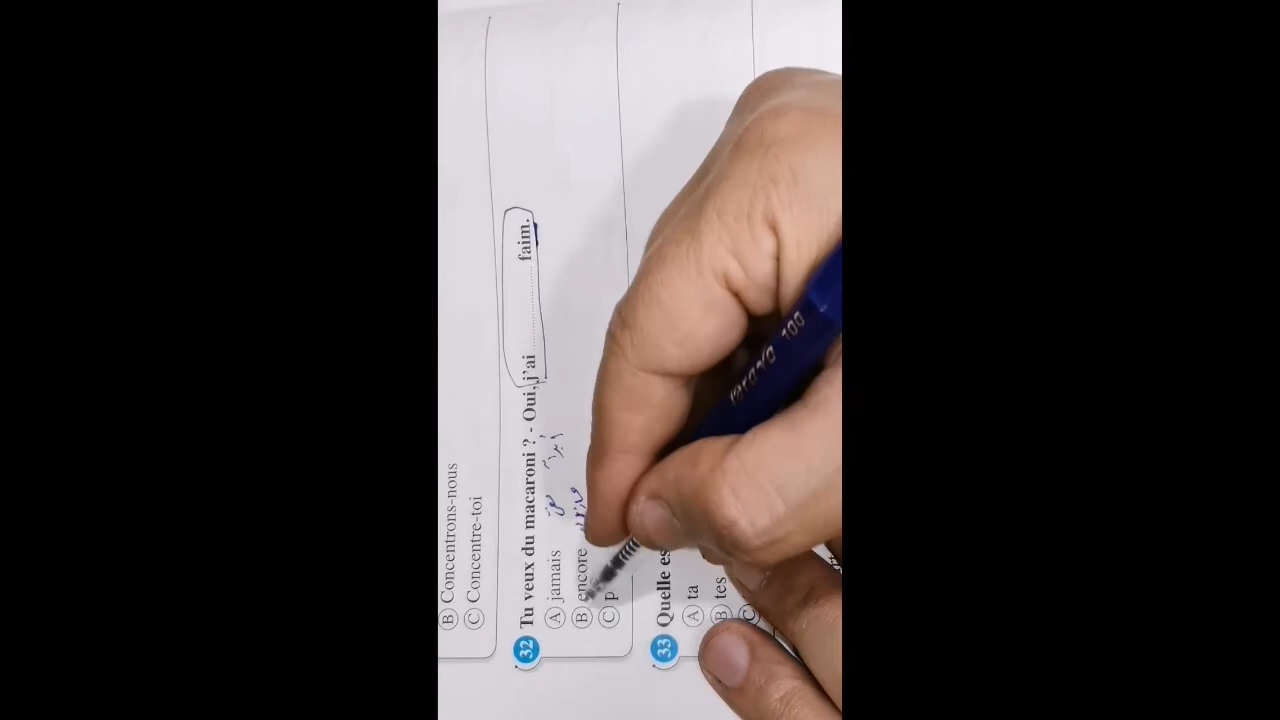 B Concentrons-nous
C Concentre-toi
32 Tu veux du macaroni ? - Oui, j'ai .................. faim.
A jamais
B encore
C p
33 Quelle es
A ta
B tes
C